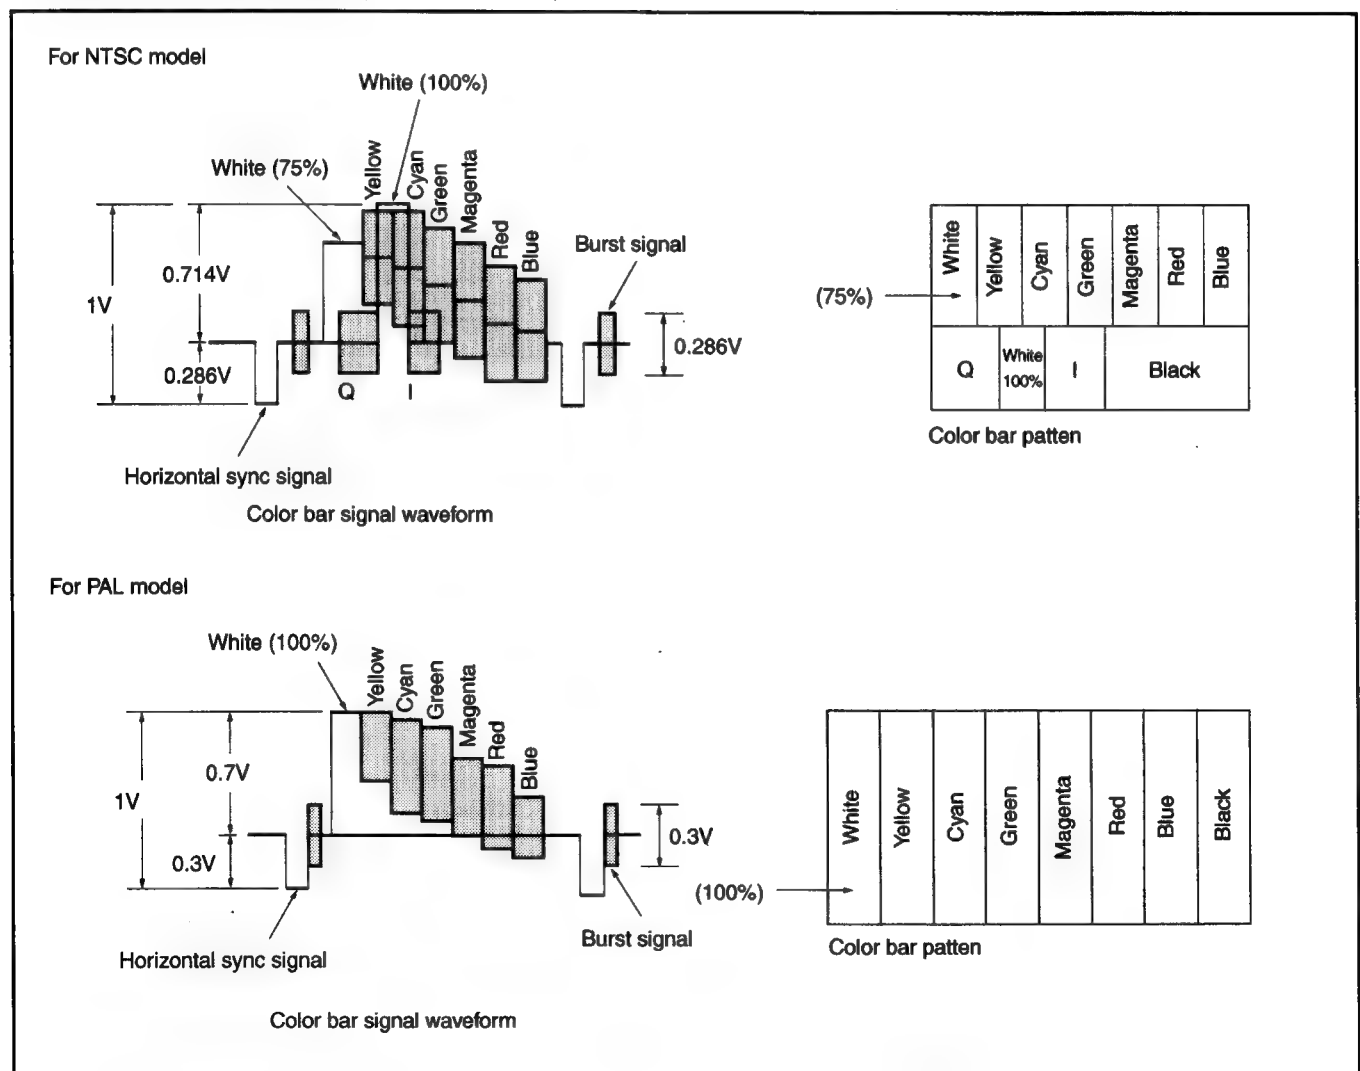 For NTSC model
White (100%)
White (75%)
Yellow
Cyan
Green
Magenta
Red
Blue
Burst signal
0.714V
1V
0.286V
0.286V
Q
I
Horizontal sync signal
Color bar signal waveform
White
Yellow
Cyan
Green
Magenta
Red
Blue
(75%)
Q
White
100%
I
Black
Color bar patten
For PAL model
White (100%)
Yellow
Cyan
Green
Magenta
Red
Blue
0.7V
1V
0.3V
0.3V
Burst signal
Horizontal sync signal
Color bar signal waveform
White
Yellow
Cyan
Green
Magenta
Red
Blue
Black
(100%)
Color bar patten